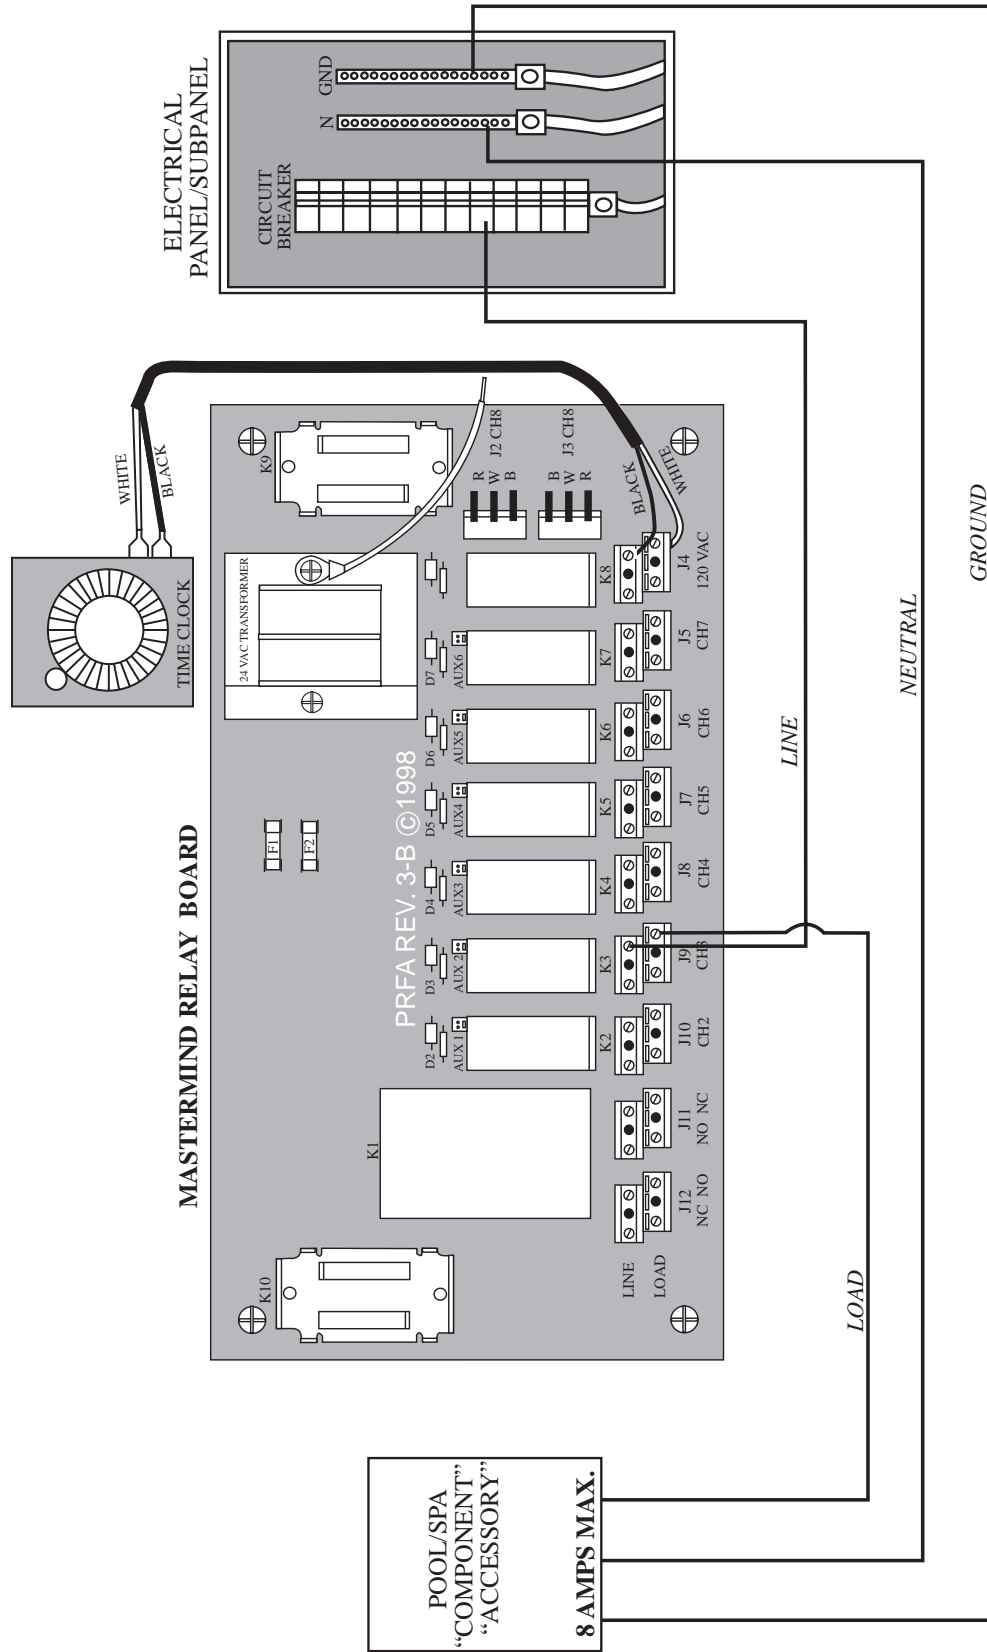 MASTERMIND RELAY BOARD
ELECTRICAL
PANEL/SUBPANEL
GND
N
CIRCUIT
BREAKER
WHITE
BLACK
TIME CLOCK
24 VAC TRANSFORMER
K9
K10
F1
F2
K1
PRFA REV. 3-B ©1998
D2
D3
D4
D5
D6
D7
AUX 1
AUX 2
AUX3
AUX4
AUX5
AUX6
J2 CH8
R
W
B
J3 CH8
B
W
R
BLACK
WHITE
K2
K3
K4
K5
K6
K7
K8
LINE
LOAD
J12
NC NO
J11
NO NC
J10
CH2
J9
CH3
J8
CH4
J7
CH5
J6
CH6
J5
CH7
J4
120 VAC
POOL/SPA
“COMPONENT”
“ACCESSORY”
8 AMPS MAX.
LOAD
LINE
NEUTRAL
GROUND